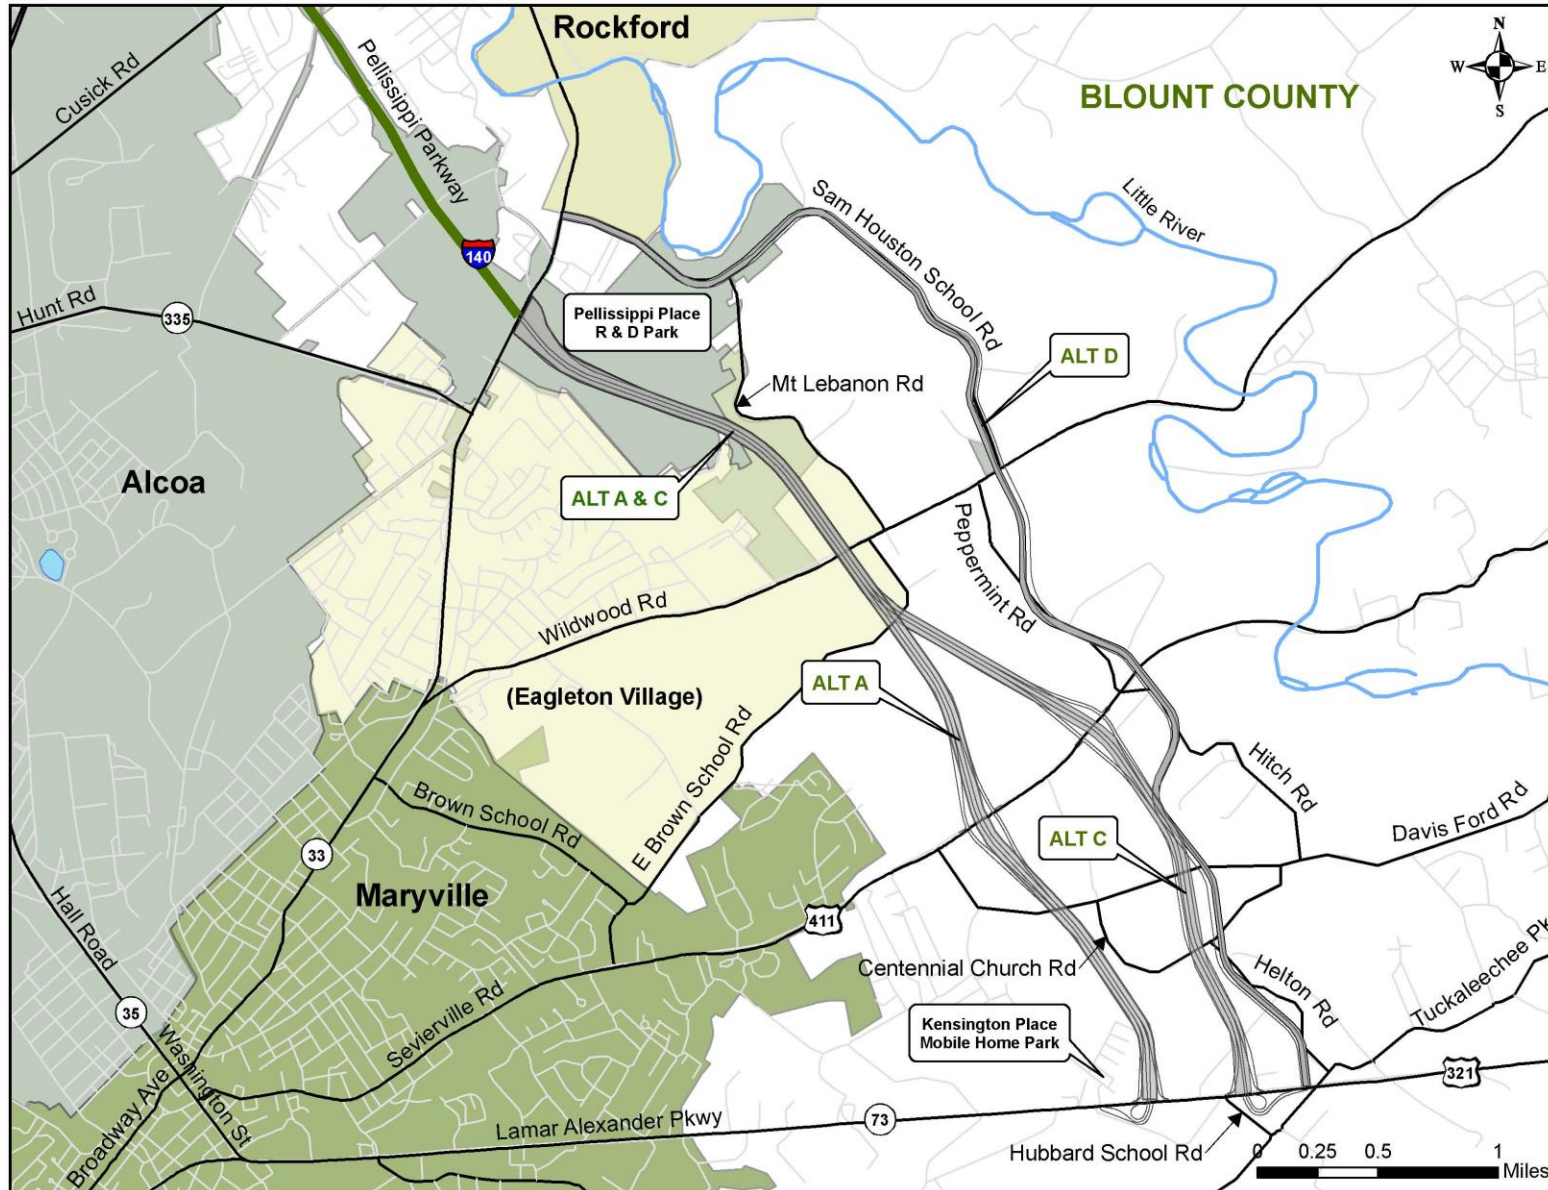 Rockford
N
W
E
S
BLOUNT COUNTY
Cusick Rd
Pellissippi Parkway
Sam Houston School Rd
Little River
140
Hunt Rd
335
Pellissippi Place
R & D Park
ALT D
Mt Lebanon Rd
Alcoa
ALT A & C
Peppermint Rd
Wildwood Rd
(Eagleton Village)
ALT A
E Brown School Rd
Hitch Rd
Brown School Rd
Davis Ford Rd
ALT C
33
Maryville
Hall Road
411
Centennial Church Rd
Helton Rd
Tuckaleechee Pk
Sevierville Rd
35
Kensington Place
Mobile Home Park
Washington St
321
Broadway Ave
Lamar Alexander Pkwy
73
Hubbard School Rd
0 0.25 0.5 1
Miles